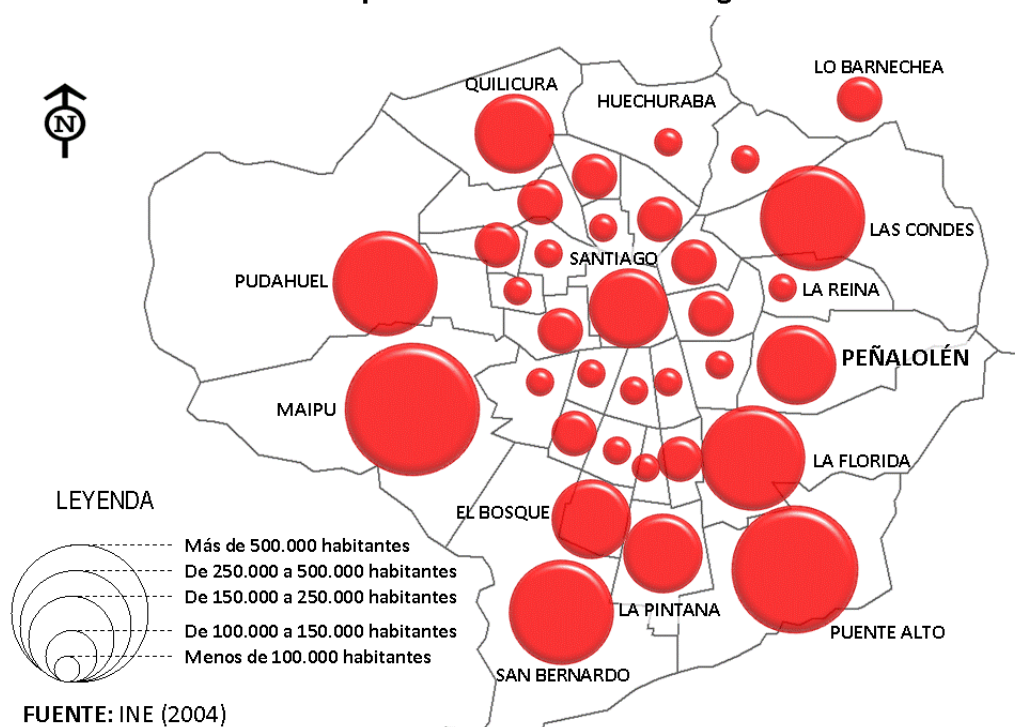 LO BARNECHEA
QUILICURA
HUECHURABA
N
LAS CONDES
SANTIAGO
PUDAHUEL
LA REINA
PEÑALOLÉN
MAIPU
LA FLORIDA
LEYENDA
EL BOSQUE
Más de 500.000 habitantes
De 250.000 a 500.000 habitantes
De 150.000 a 250.000 habitantes
De 100.000 a 150.000 habitantes
Menos de 100.000 habitantes
LA PINTANA
PUENTE ALTO
SAN BERNARDO
FUENTE: INE (2004)